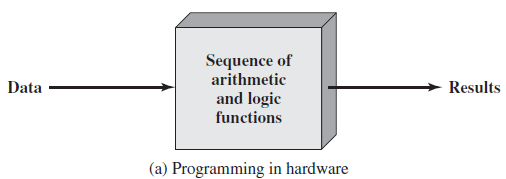 Data
Sequence of
arithmetic
and logic
functions
Results
(a) Programming in hardware